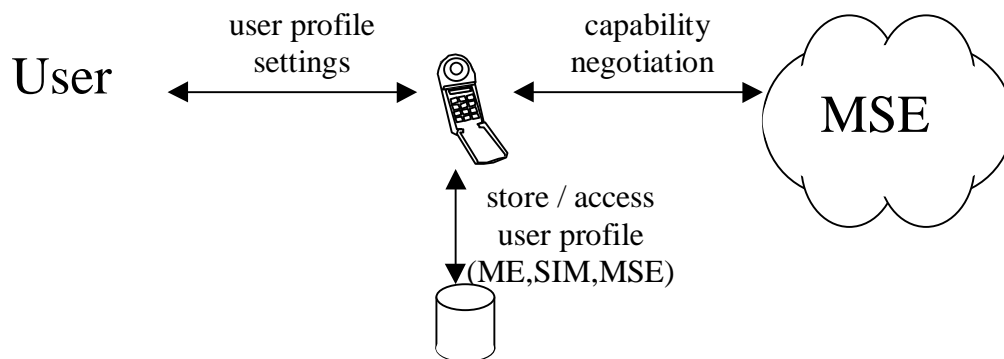 user profile
settings
capability
negotiation
User
MSE
store / access
user profile
(ME,SIM,MSE)